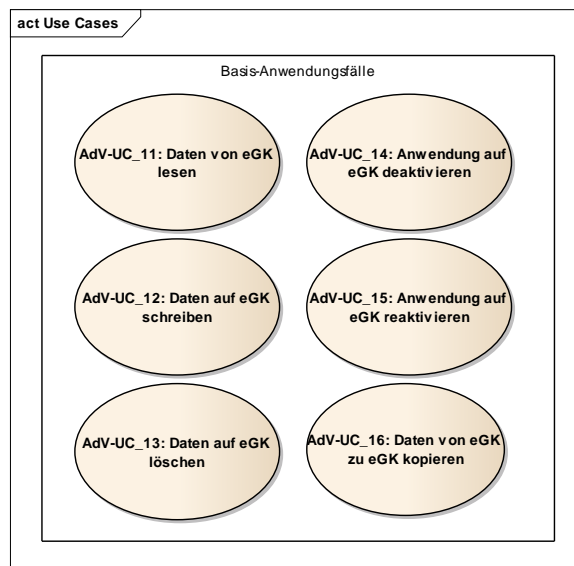 act Use Cases
Basis-Anwendungsfälle
AdV-UC_11: Daten von eGK
lesen
AdV-UC_14: Anwendung auf
eGK deaktivieren
AdV-UC_12: Daten auf eGK
schreiben
AdV-UC_15: Anwendung auf
eGK reaktivieren
AdV-UC_13: Daten auf eGK
löschen
AdV-UC_16: Daten von eGK
zu eGK kopieren